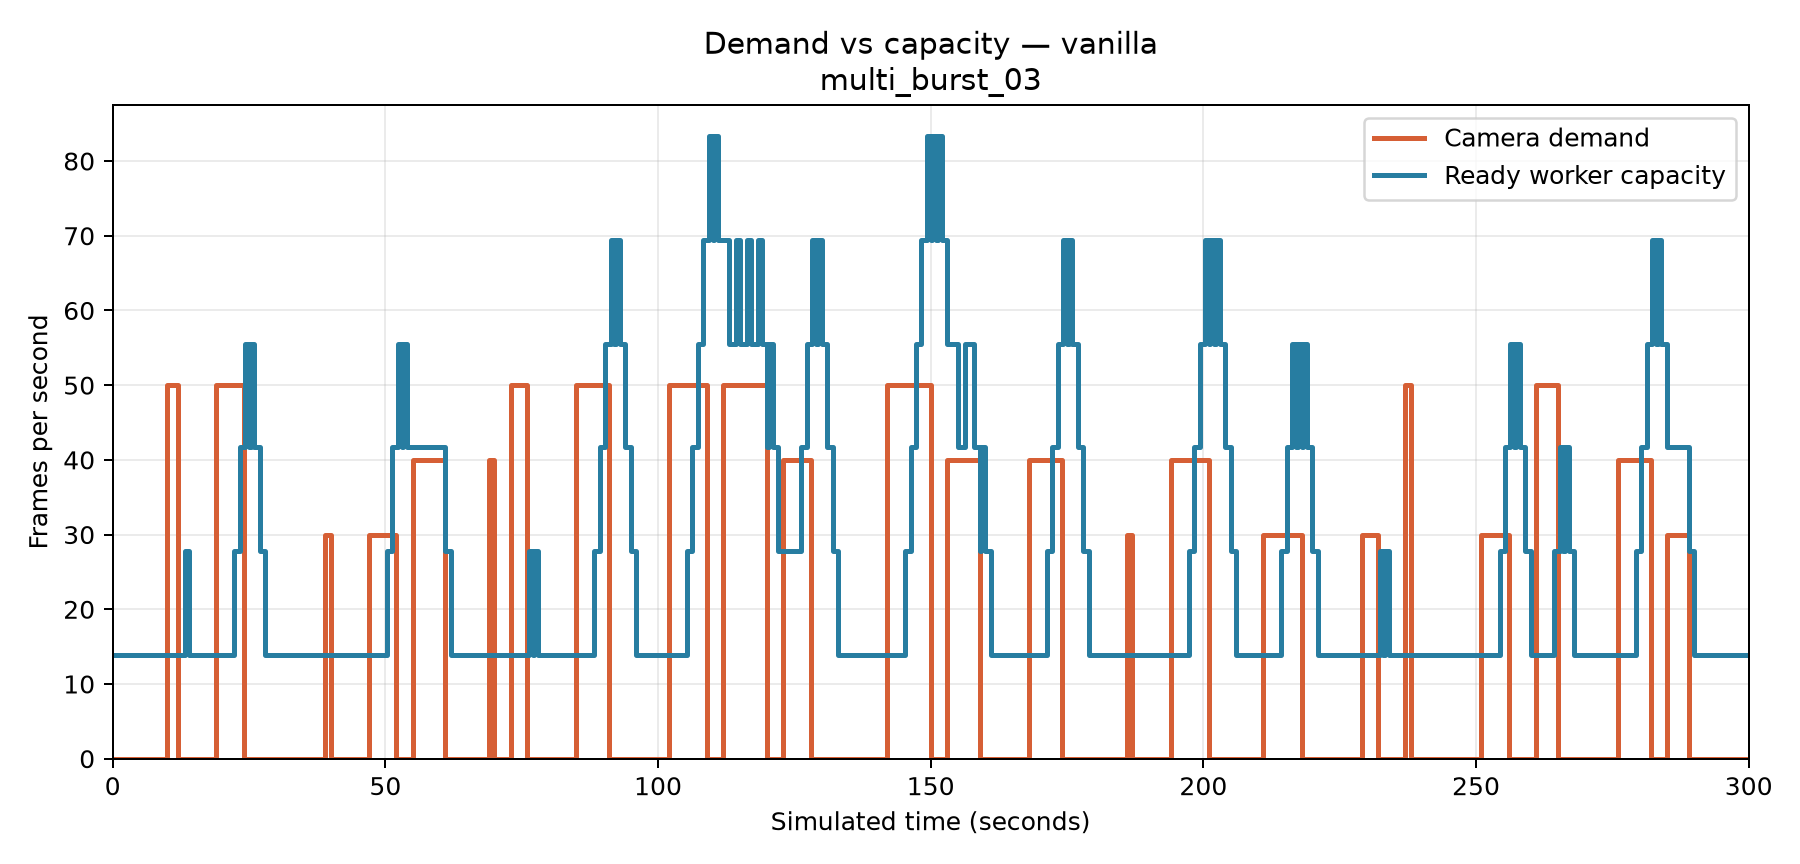 Demand vs capacity — vanilla
multi_burst_03
Camera demand
Ready worker capacity
Frames per second
80
70
60
50
40
30
20
10
0
0 50 100 150 200 250 300
Simulated time (seconds)